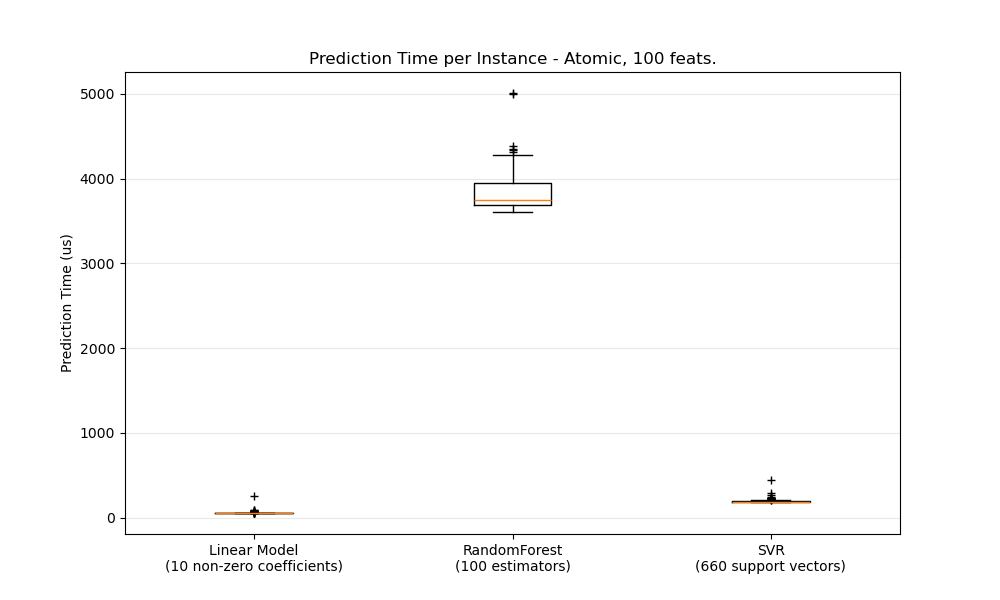 Prediction Time per Instance - Atomic, 100 feats.
Prediction Time (us)
5000
4000
3000
2000
1000
0
Linear Model
(10 non-zero coefficients)
RandomForest
(100 estimators)
SVR
(660 support vectors)